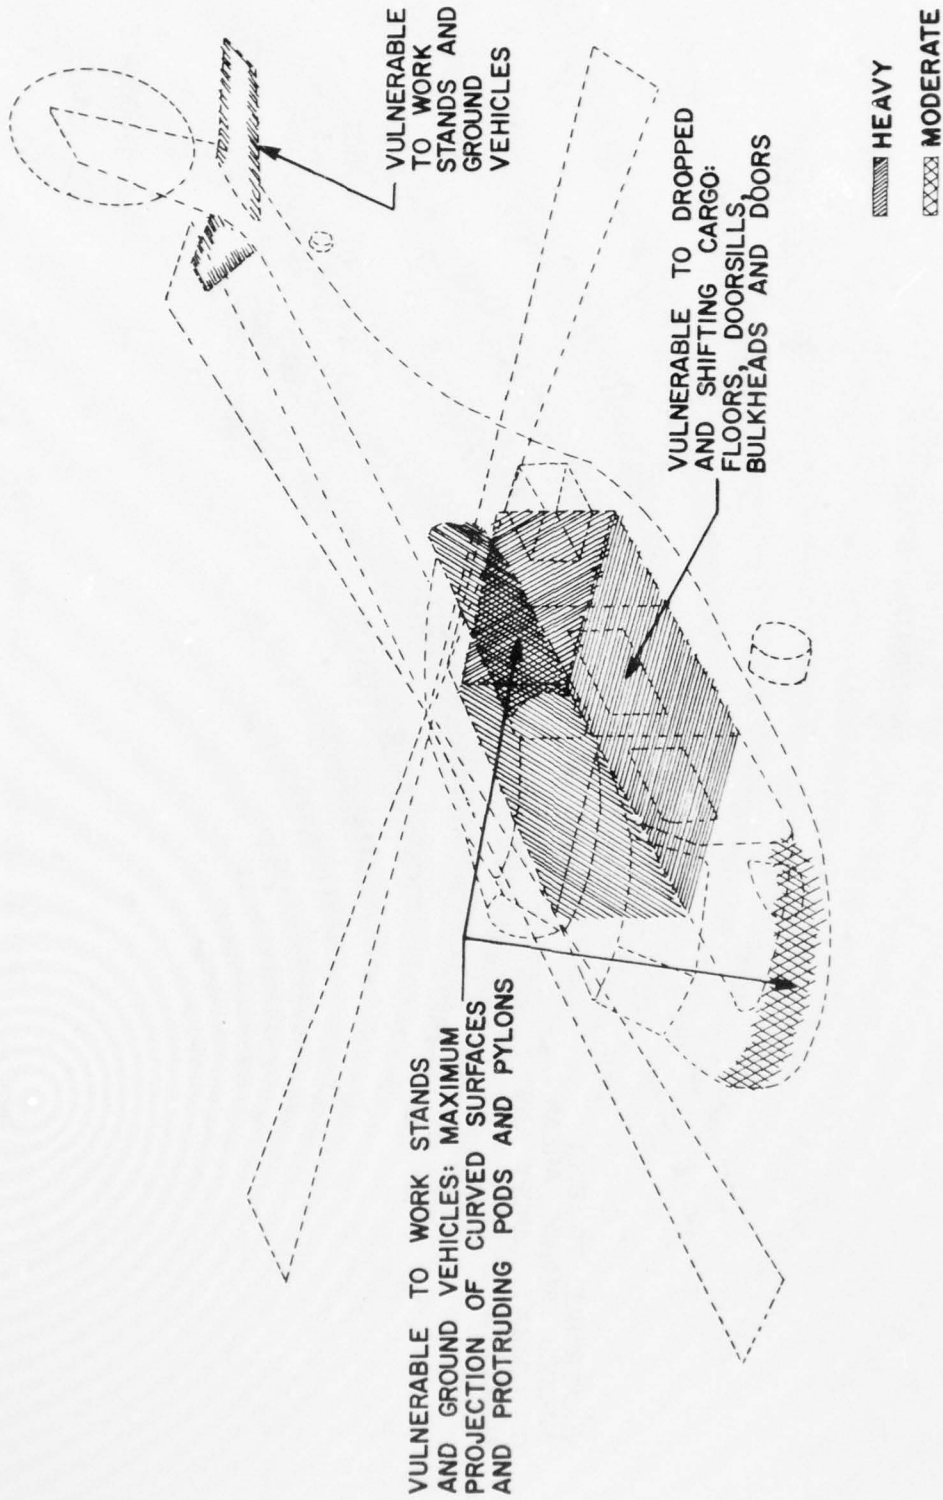 VULNERABLE
TO WORK
STANDS AND
GROUND
VEHICLES
VULNERABLE TO DROPPED
AND SHIFTING CARGO:
FLOORS, DOORSILLS,
BULKHEADS AND DOORS
VULNERABLE TO WORK STANDS
AND GROUND VEHICLES: MAXIMUM
PROJECTION OF CURVED SURFACES
AND PROTRUDING PODS AND PYLONS
HEAVY
MODERATE